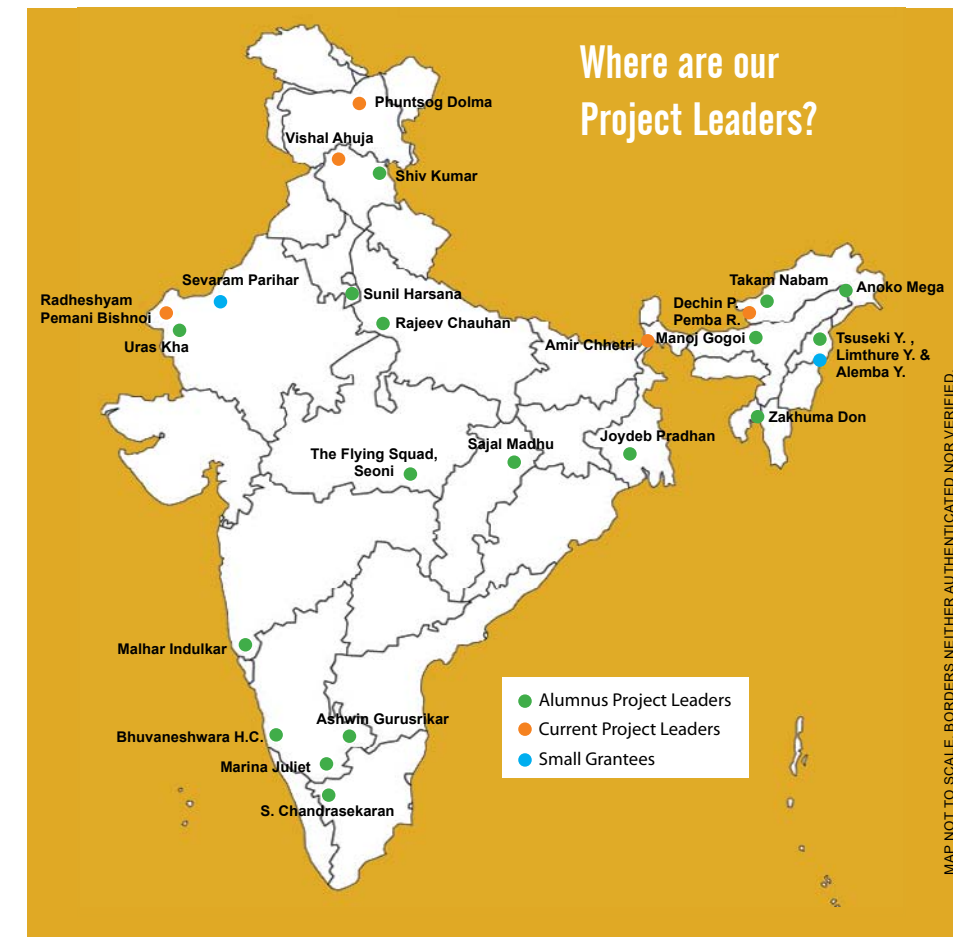 Where are our
Project Leaders?
Phuntsog Dolma
Vishal Ahuja
Shiv Kumar
Sevaram Parihar
Radheshyam
Pemani Bishnoi
Uras Kha
Sunil Harsana
Rajeev Chauhan
Takam Nabam
Anoko Mega
Dechin P.
Pemba R.
Amir Chhetri
Manoj Gogoi
Tsuseki Y. ,
Limthure Y. &
Alemba Y.
Zakhuma Don
The Flying Squad,
Seoni
Sajal Madhu
Joydeb Pradhan
Malhar Indulkar
Bhuvaneshwara H.C.
Ashwin Gurusrikar
Marina Juliet
S. Chandrasekaran
Alumnus Project Leaders
Current Project Leaders
Small Grantees
MAP NOT TO SCALE. BORDERS NEITHER AUTHENTICATED NOR VERIFIED